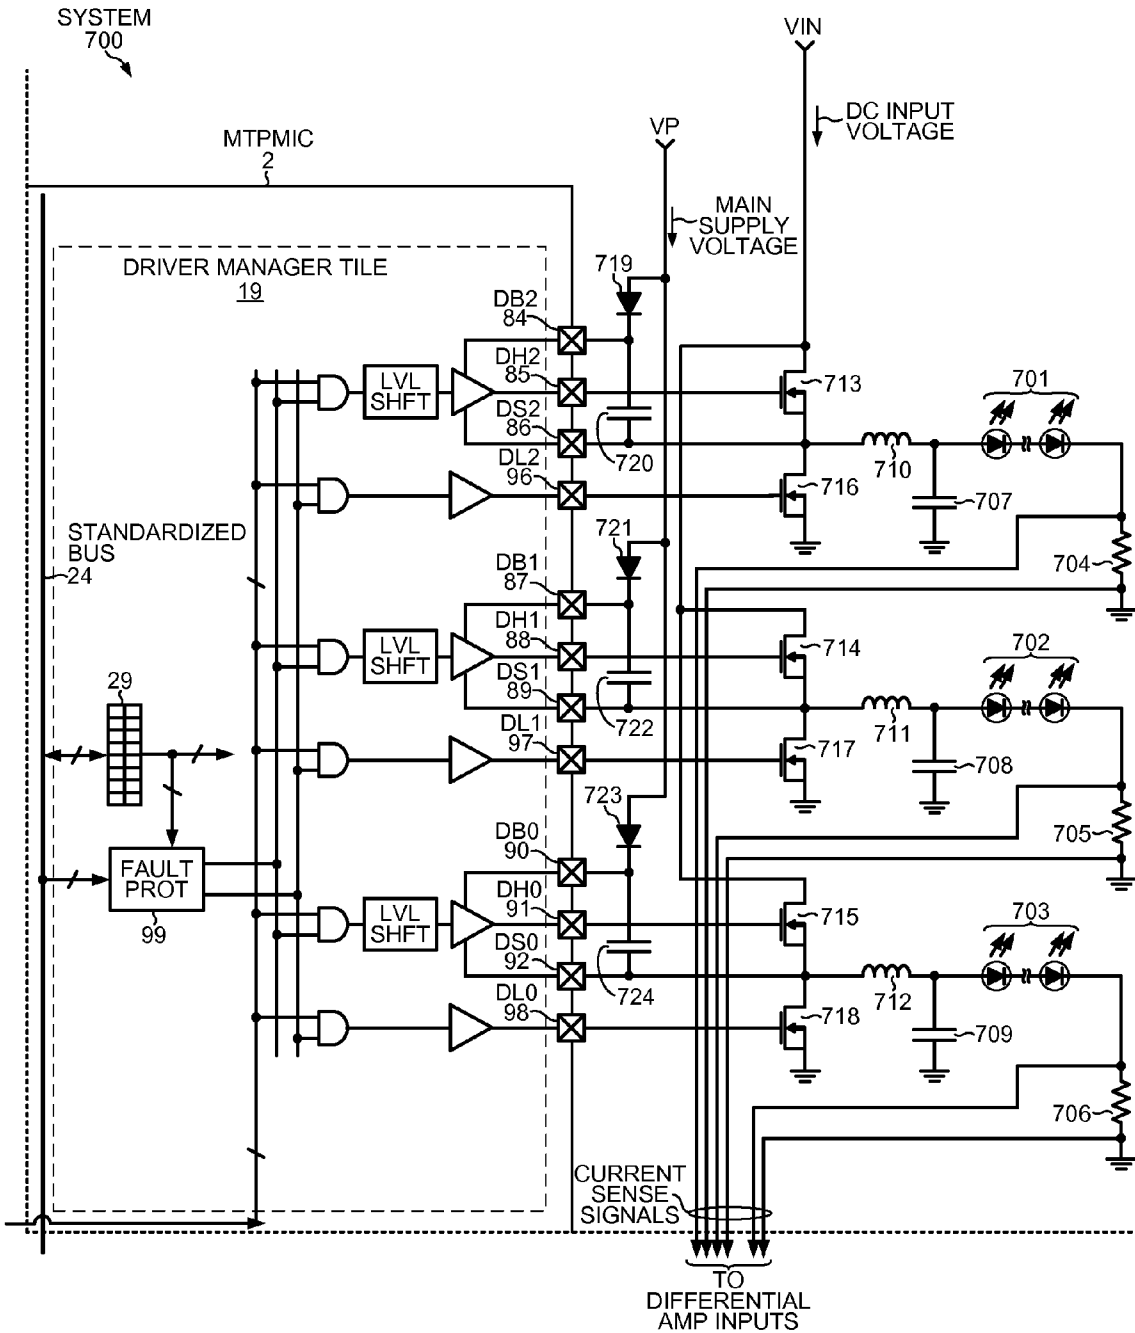 SYSTEM
700
VIN
DC INPUT
VOLTAGE
VP
MTPMIC
2
MAIN
SUPPLY
VOLTAGE
DRIVER MANAGER TILE
19
719
DB2
84
DH2
85
LVL
SHFT
DS2
86
720
DL2
96
713
701
710
716
707
STANDARDIZED
BUS
24
721
704
DB1
87
DH1
88
LVL
SHFT
DS1
89
722
DL1
97
714
702
711
717
708
29
723
705
DB0
90
FAULT
PROT
99
DH0
91
LVL
SHFT
DS0
92
724
DL0
98
715
703
712
718
709
706
CURRENT
SENSE
SIGNALS
TO
DIFFERENTIAL
AMP INPUTS